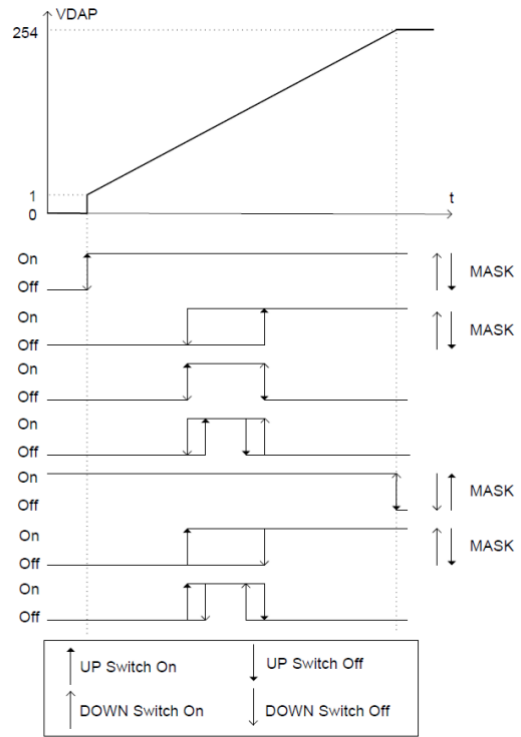 VDAP
254
1
0
t
On
Off
MASK
On
Off
MASK
On
Off
On
Off
On
Off
MASK
On
Off
MASK
On
Off
UP Switch On
UP Switch Off
DOWN Switch On
DOWN Switch Off